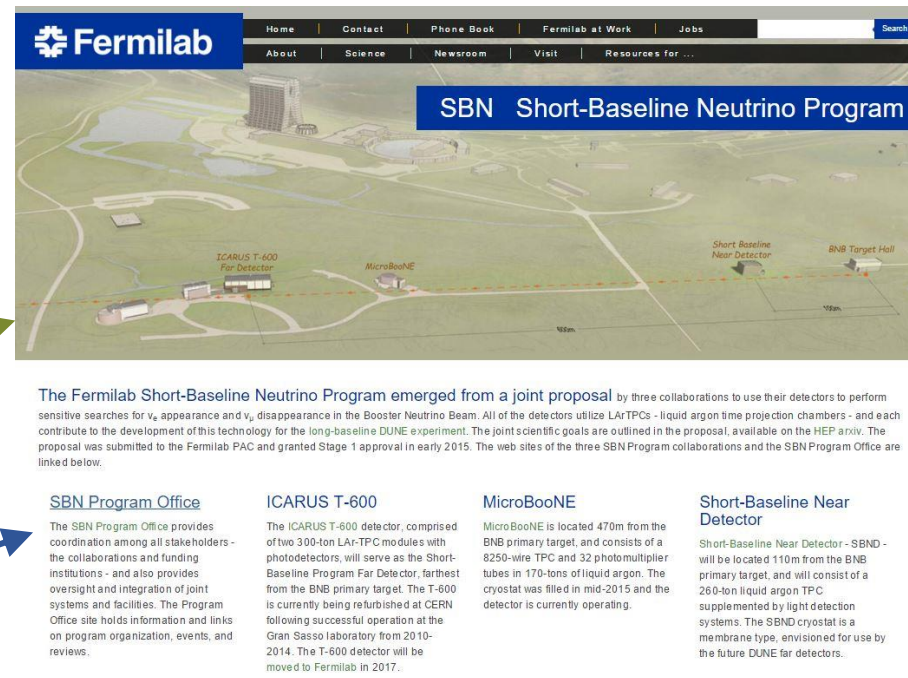 Fermilab
Home | Contact | Phone Book | Fermilab at Work | Jobs
Search
About | Science | Newsroom | Visit | Resources for ...
SBN Short-Baseline Neutrino Program
ICARUS T-600
Far Detector
MicroBooNE
Short Baseline
Near Detector
BNB Target Hall
The Fermilab Short-Baseline Neutrino Program emerged from a joint proposal by three collaborations to use their detectors to perform
sensitive searches for νe appearance and νμ disappearance in the Booster Neutrino Beam. All of the detectors utilize LArTPCs - liquid argon time projection chambers - and each
contribute to the development of this technology for the long-baseline DUNE experiment. The joint scientific goals are outlined in the proposal, available on the HEP arxiv. The
proposal was submitted to the Fermilab PAC and granted Stage 1 approval in early 2015. The web sites of the three SBN Program collaborations and the SBN Program Office are
linked below.
SBN Program Office
The SBN Program Office provides
coordination among all stakeholders -
the collaborations and funding
institutions - and also provides
oversight and integration of joint
systems and facilities. The Program
Office site holds information and links
on program organization, events, and
reviews.
ICARUS T-600
The ICARUS T-600 detector, comprised
of two 300-ton LAr-TPC modules with
photodetectors, will serve as the Short-
Baseline Program Far Detector, farthest
from the BNB primary target. The T-600
is currently being refurbished at CERN
following successful operation at the
Gran Sasso laboratory from 2010-
2014. The T-600 detector will be
moved to Fermilab in 2017.
MicroBooNE
MicroBooNE is located 470m from the
BNB primary target, and consists of a
8250-wire TPC and 32 photomultiplier
tubes in 170-tons of liquid argon. The
cryostat was filled in mid-2015 and the
detector is currently operating.
Short-Baseline Near
Detector
Short-Baseline Near Detector - SBND -
will be located 110m from the BNB
primary target, and will consist of a
260-ton liquid argon TPC
supplemented by light detection
systems. The SBND cryostat is a
membrane type, envisioned for use by
the future DUNE far detectors.